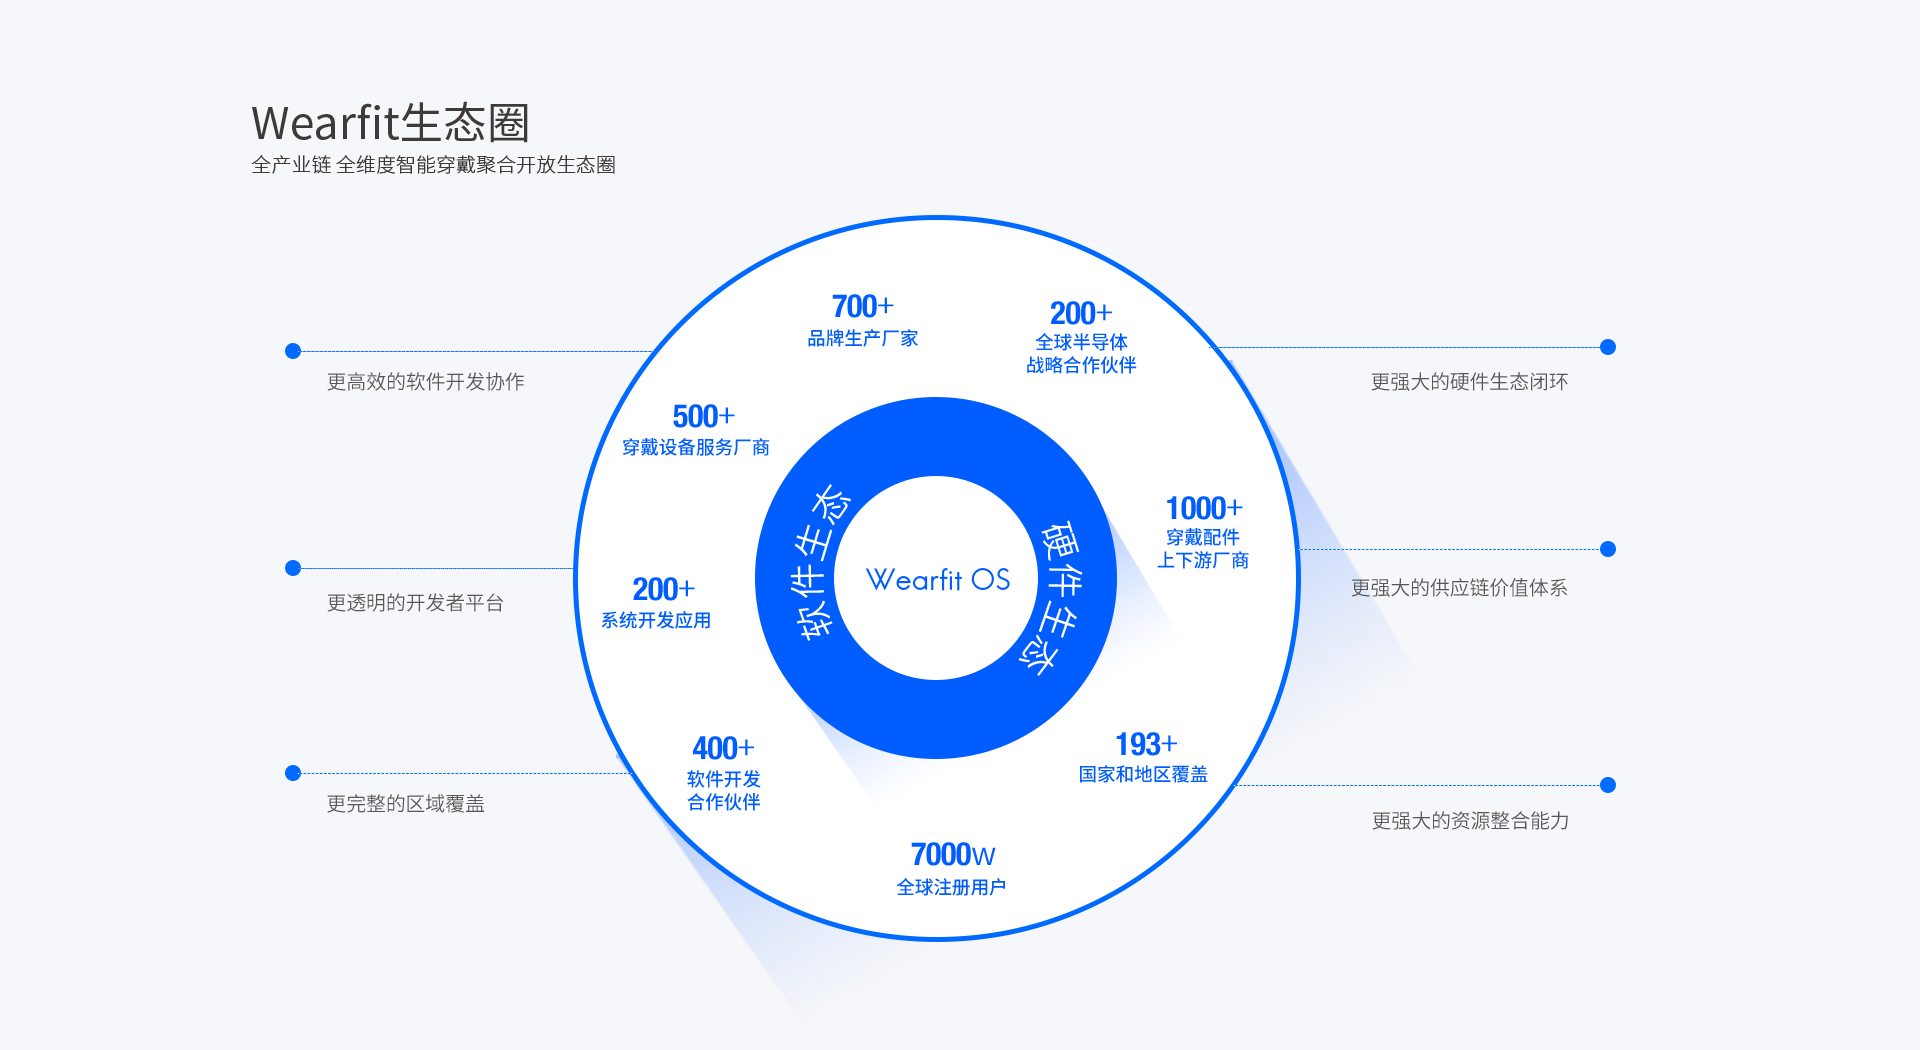 Wearfit生态圈
全产业链 全维度智能穿戴聚合开放生态圈
700+
品牌生产厂家
200+
全球半导体
战略合作伙伴
更高效的软件开发协作
更强大的硬件生态闭环
500+
穿戴设备服务厂商
1000+
穿戴配件
上下游厂商
软件生态
Wearfit OS
硬件生态
200+
系统开发应用
更透明的开发者平台
更强大的供应链价值体系
400+
软件开发
合作伙伴
193+
国家和地区覆盖
更完整的区域覆盖
更强大的资源整合能力
7000W
全球注册用户